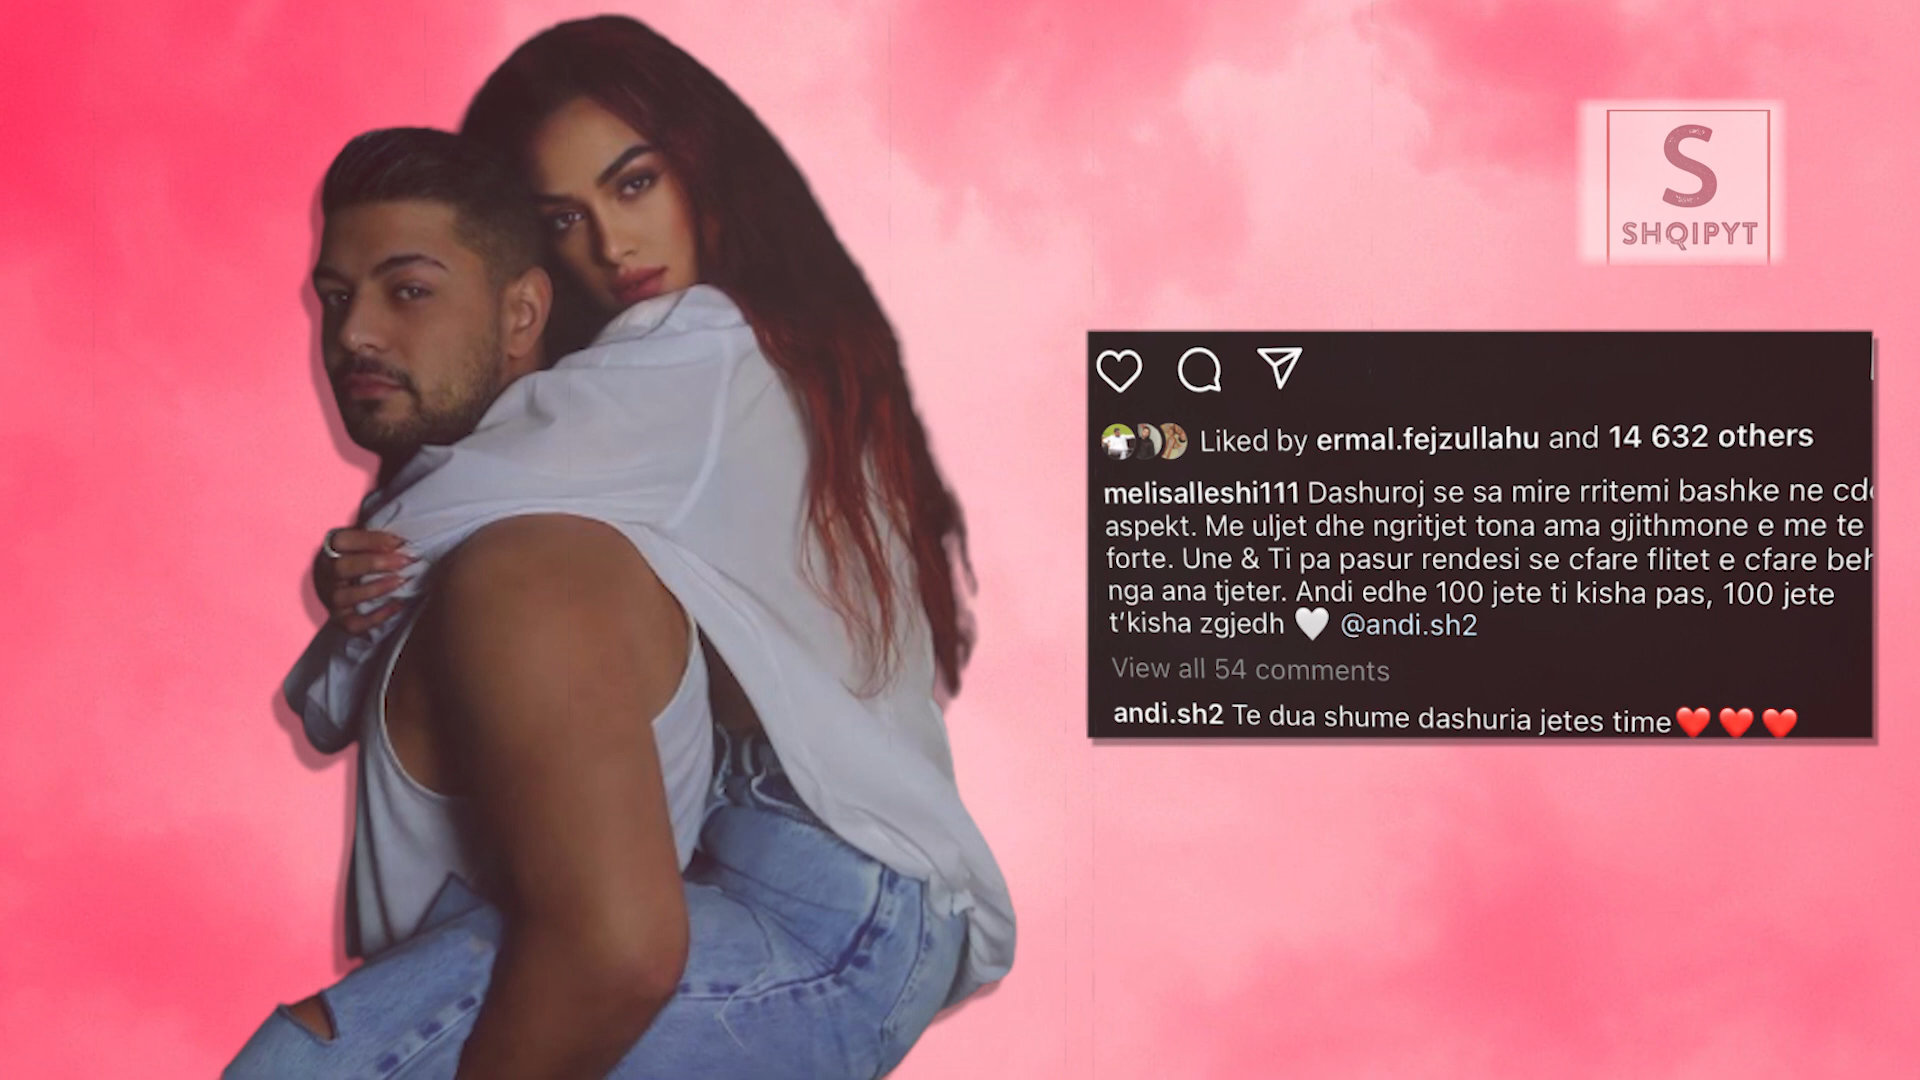 S
SHQIPYT
Liked by ermal.fejzullahu and 14 632 others
melisalleshi111 Dashuroj se sa mire rritemi bashke ne
aspekt. Me uljet dhe ngritjet tona ama gjithmone e me te
forte. Une & Ti pa pasur rendesi se cfare flitet e cfare
nga ana tjeter. Andi edhe 100 jete ti kisha pas, 100 jete
t'kisha zgjedh 🤍 @andi.sh2
View all 54 comments
andi.sh2 Te dua shume dashuria jetes time❤️❤️❤️